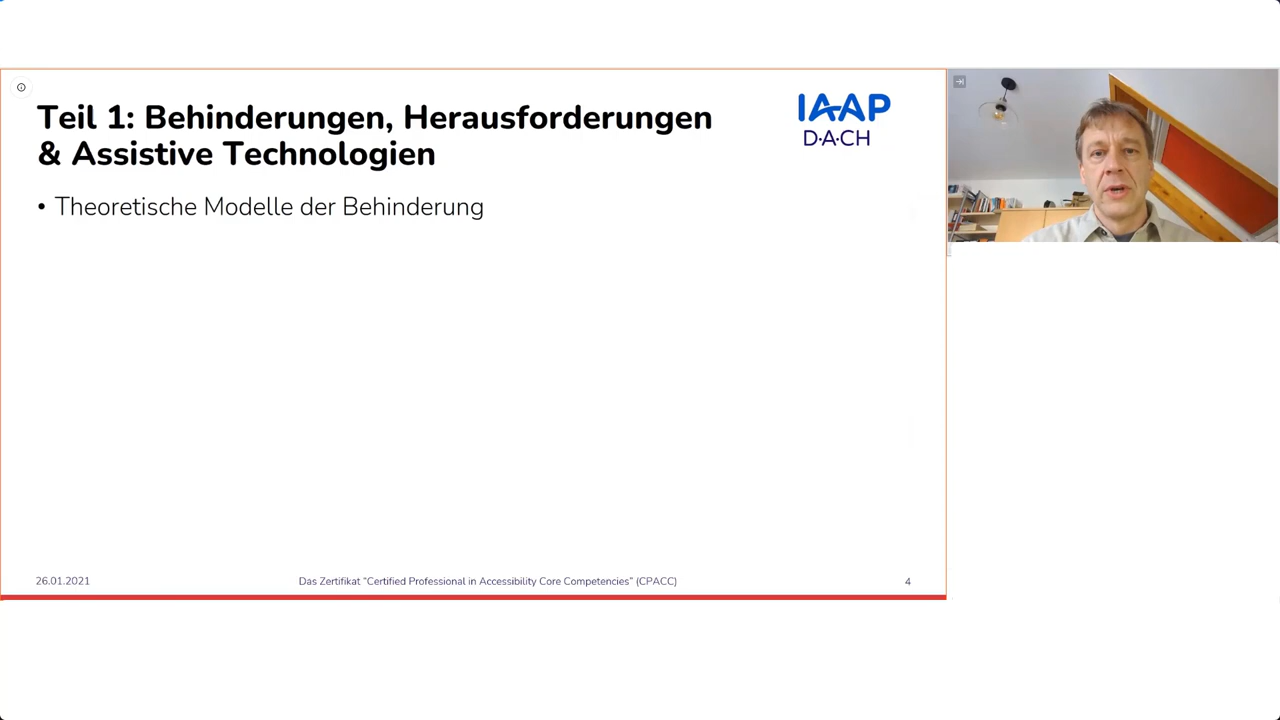 Teil 1: Behinderungen, Herausforderungen
& Assistive Technologien
IAAP
D·A·CH
• Theoretische Modelle der Behinderung
26.01.2021
Das Zertifikat "Certified Professional in Accessibility Core Competencies" (CPACC)
4